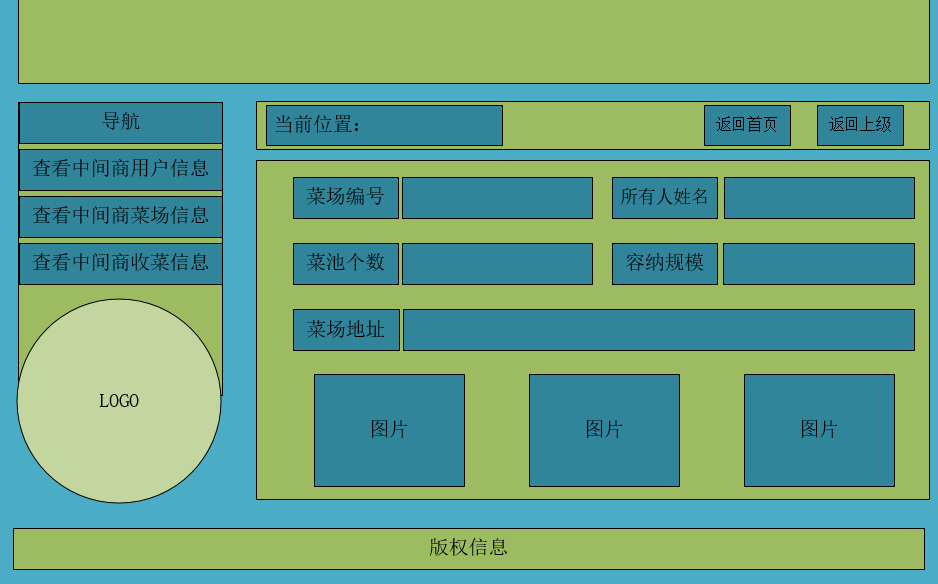 导航
查看中间商用户信息
查看中间商菜场信息
查看中间商收菜信息
LOGO
当前位置：
返回首页
返回上级
菜场编号
所有人姓名
菜池个数
容纳规模
菜场地址
图片
图片
图片
版权信息